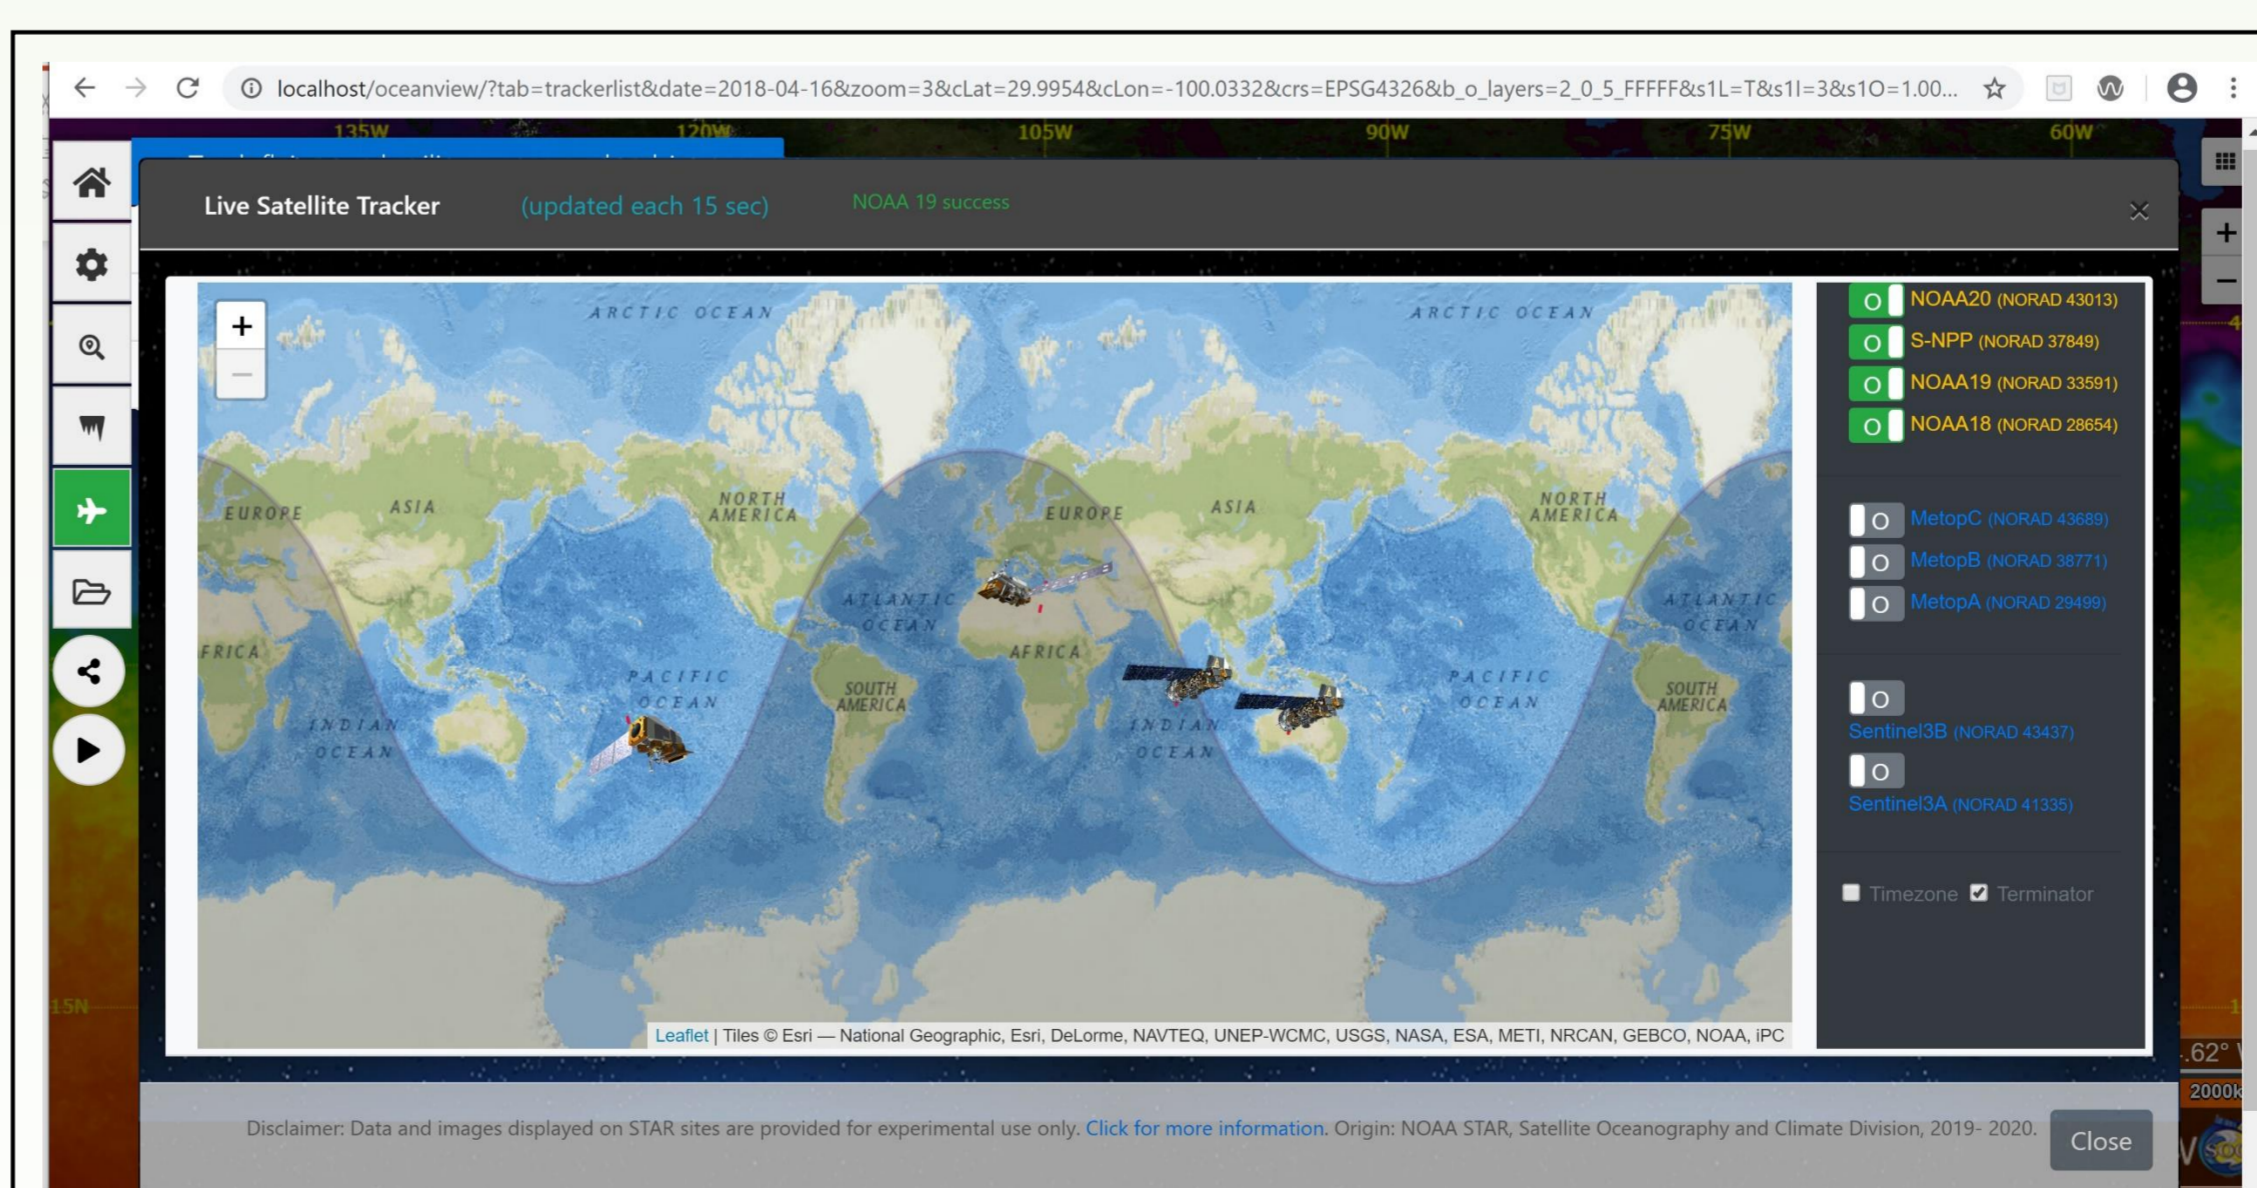 localhost/oceanview/?tab=trackerlist&date=2018-04-16&zoom=3&cLat=29.9954&cLon=-100.0332&crs=EPSG4326&b_o_layers=2_0_5_FFFFF&s1L=T&s1I=3&s1O=1.00...
135W 120W 105W 90W 75W 60W
Live Satellite Tracker (updated each 15 sec) NOAA 19 success
ARCTIC OCEAN ARCTIC OCEAN
EUROPE ASIA NORTH AMERICA EUROPE ASIA NORTH AMERICA
ATLANTIC OCEAN ATLANTIC OCEAN
FRICA PACIFIC OCEAN SOUTH AMERICA AFRICA PACIFIC OCEAN SOUTH AMERICA
INDIAN OCEAN INDIAN OCEAN
O NOAA20 (NORAD 43013)
O S-NPP (NORAD 37849)
O NOAA19 (NORAD 33591)
O NOAA18 (NORAD 28654)
O MetopC (NORAD 43689)
O MetopB (NORAD 38771)
O MetopA (NORAD 29499)
O
Sentinel3B (NORAD 43437)
O
Sentinel3A (NORAD 41335)
Timezone Terminator
15N
Leaflet | Tiles © Esri — National Geographic, Esri, DeLorme, NAVTEQ, UNEP-WCMC, USGS, NASA, ESA, METI, NRCAN, GEBCO, NOAA, iPC
.62°
2000k
Disclaimer: Data and images displayed on STAR sites are provided for experimental use only. Click for more information. Origin: NOAA STAR, Satellite Oceanography and Climate Division, 2019- 2020.
Close